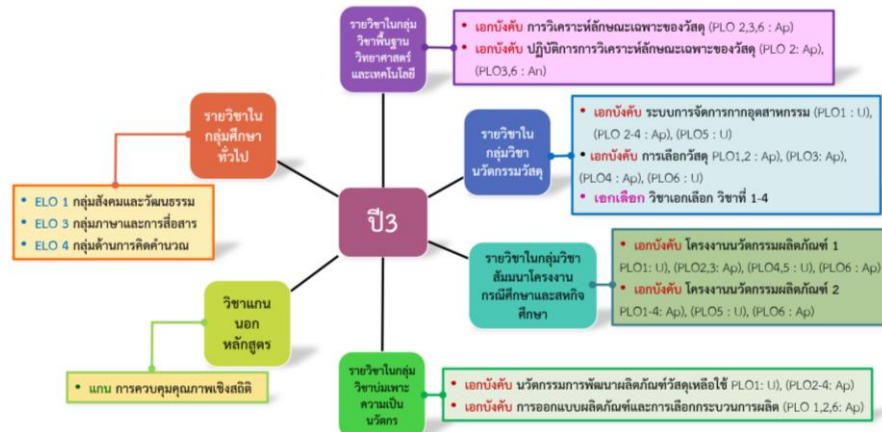 รายวิชาในกลุ่ม
วิชาพื้นฐาน
วิทยาศาสตร์
และเทคโนโลยี
• เอกบังคับ การวิเคราะห์ลักษณะเฉพาะของวัสดุ (PLO 2,3,6 : Ap)
• เอกบังคับ ปฏิบัติการการวิเคราะห์ลักษณะเฉพาะของวัสดุ (PLO 2: Ap),
(PLO3,6 : An)
รายวิชาใน
กลุ่มศึกษา
ทั่วไป
• ELO 1 กลุ่มสังคมและวัฒนธรรม
• ELO 3 กลุ่มภาษาและการสื่อสาร
• ELO 4 กลุ่มด้านการคิดคำนวณ
รายวิชาใน
กลุ่มวิชา
นวัตกรรมวัสดุ
• เอกบังคับ ระบบการจัดการกากอุตสาหกรรม (PLO1 : U),
(PLO 2-4 : Ap), (PLO5 : U)
• เอกบังคับ การเลือกวัสดุ PLO1,2 : Ap), (PLO3: Ap),
(PLO4 : Ap), (PLO6 : U)
• เอกเลือก วิชาเอกเลือก วิชาที่ 1-4
ปี3
รายวิชาในกลุ่มวิชา
สัมมนาโครงงาน
กรณีศึกษาและสหกิจ
ศึกษา
• เอกบังคับ โครงงานนวัตกรรมผลิตภัณฑ์ 1
PLO1: U), (PLO2,3: Ap), (PLO4,5 : U), (PLO6 : Ap)
• เอกบังคับ โครงงานนวัตกรรมผลิตภัณฑ์ 2
PLO1-4: Ap), (PLO5 : U), (PLO6 : Ap)
วิชาแกน
นอก
หลักสูตร
• แกน การควบคุมคุณภาพเชิงสถิติ
รายวิชาในกลุ่ม
วิชาบ่มเพาะ
ความเป็น
นวัตกร
• เอกบังคับ นวัตกรรมการพัฒนาผลิตภัณฑ์วัสดุเหลือใช้ PLO1: U), (PLO2-4: Ap)
• เอกบังคับ การออกแบบผลิตภัณฑ์และการเลือกกระบวนการผลิต (PLO 1,2,6: Ap)